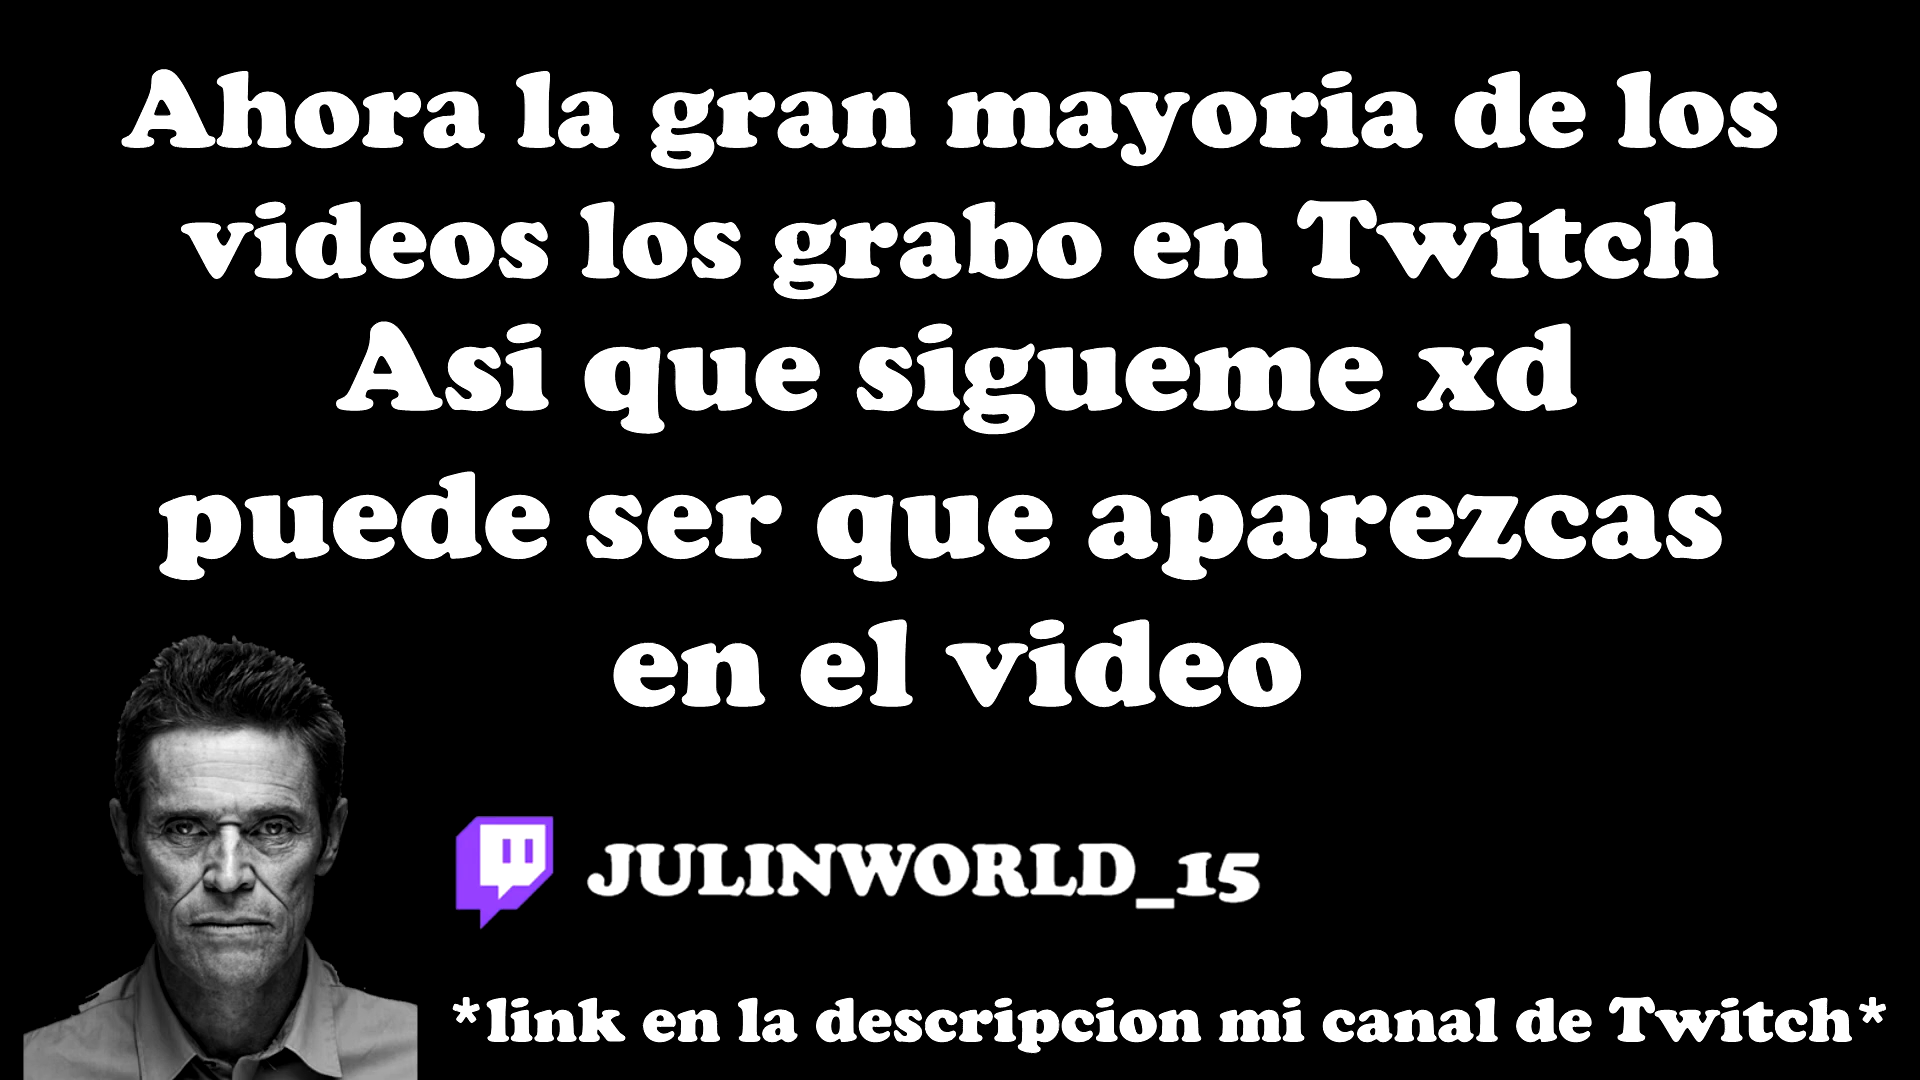 Ahora la gran mayoria de los
videos los grabo en Twitch
Asi que sigueme xd
puede ser que aparezcas
en el video
JULINWORLD_15
*link en la descripcion mi canal de Twitch*